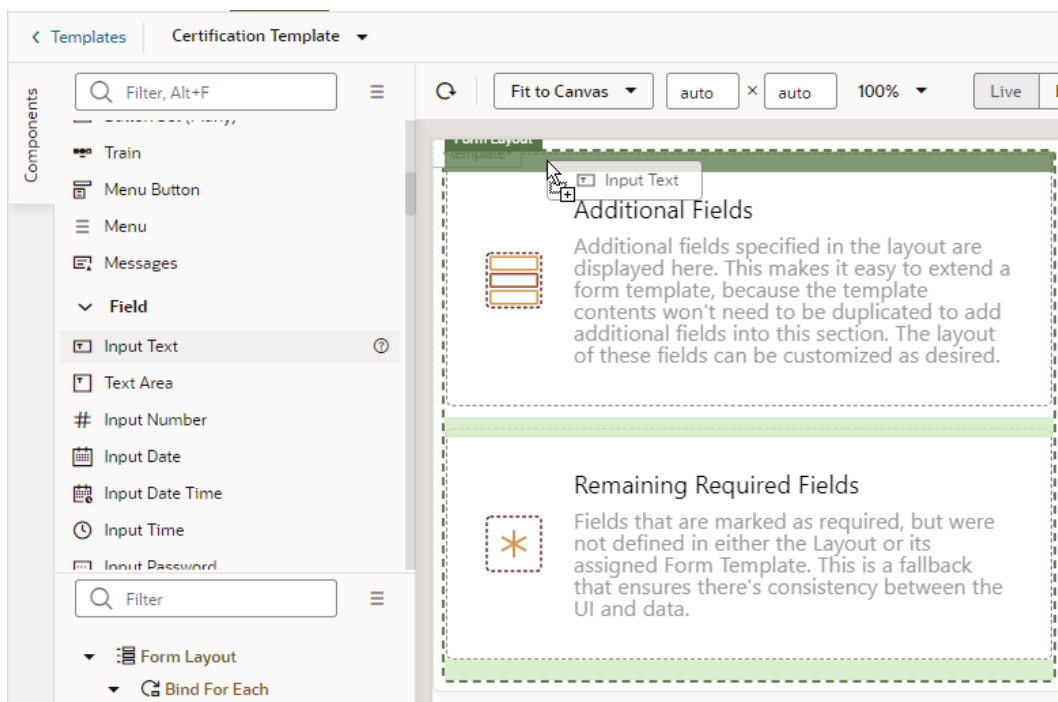 Templates
Certification Template
Components
Filter, Alt+F
Fit to Canvas
auto
×
auto
100%
Live
Button Set (Many)
Train
Menu Button
Menu
Messages
Field
Input Text
Text Area
Input Number
Input Date
Input Date Time
Input Time
Input Password
Filter
Form Layout
Bind For Each
Form Layout
<template>
Input Text
Additional Fields
Additional fields specified in the layout are
displayed here. This makes it easy to extend a
form template, because the template
contents won't need to be duplicated to add
additional fields into this section. The layout
of these fields can be customized as desired.
Remaining Required Fields
Fields that are marked as required, but were
not defined in either the Layout or its
assigned Form Template. This is a fallback
that ensures there's consistency between the
UI and data.